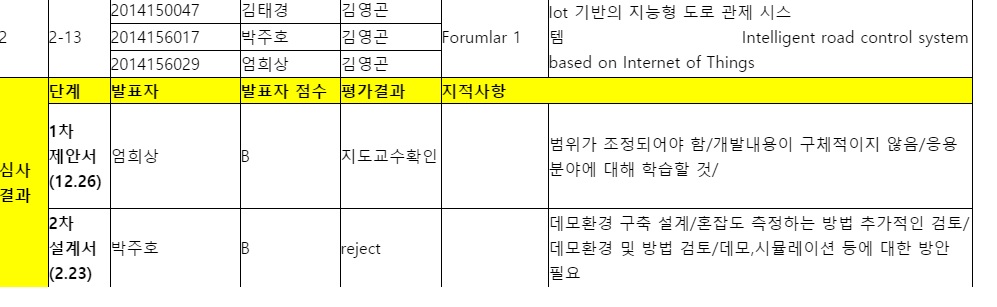 2014150047 김태경 김영곤
2 2-13 2014156017 박주호 김영곤 Forumlar 1
2014156029 엄희상 김영곤
Iot 기반의 지능형 도로 관제 시스
템 Intelligent road control system
based on Internet of Things
단계 발표자 발표자 점수 평가결과 지적사항
심사
결과
1차
제안서
(12.26)
엄희상 B 지도교수확인
범위가 조정되어야 함/개발내용이 구체적이지 않음/응용
분야에 대해 학습할 것/
2차
설계서
(2.23)
박주호 B reject
데모환경 구축 설계/혼잡도 측정하는 방법 추가적인 검토/
데모환경 및 방법 검토/데모,시뮬레이션 등에 대한 방안
필요